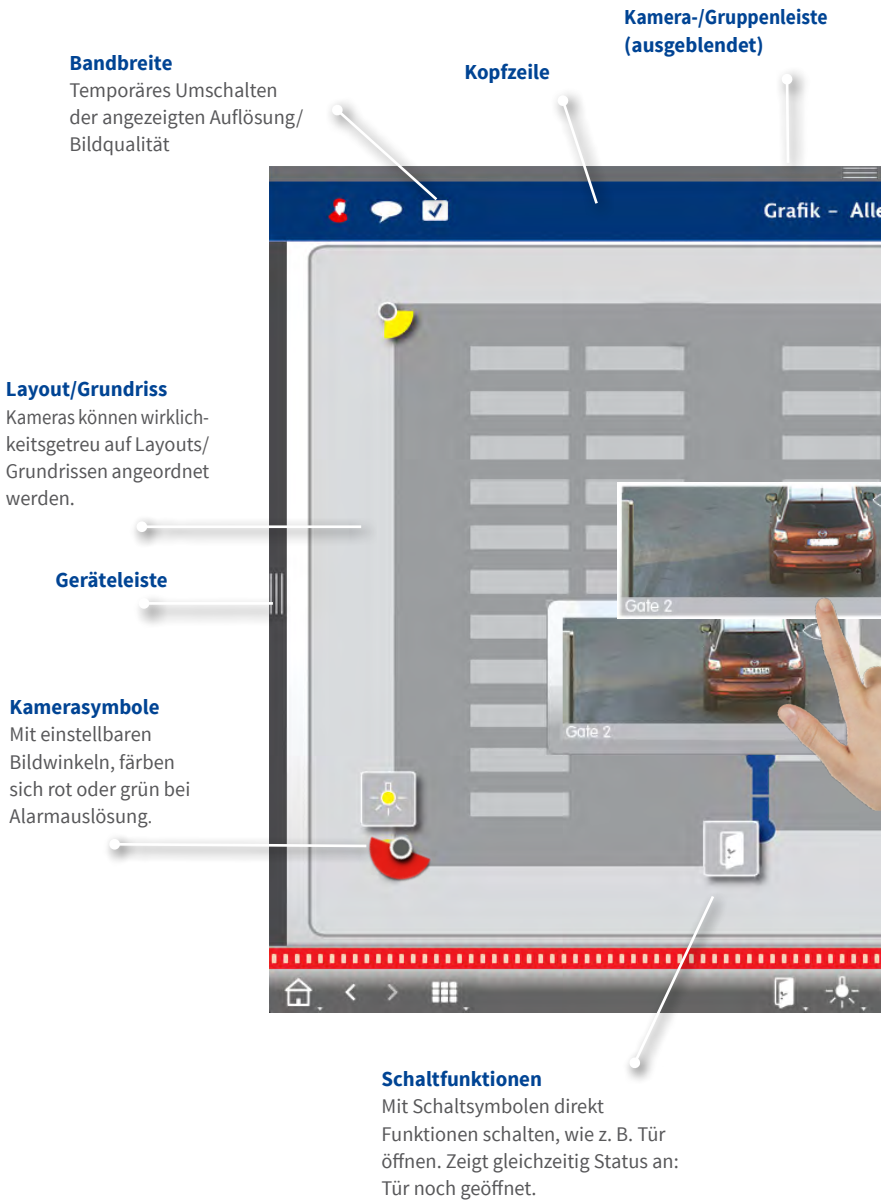 Kamera-/Gruppenleiste
(ausgeblendet)
Bandbreite
Temporäres Umschalten
der angezeigten Auflösung/
Bildqualität
Kopfzeile
Grafik – Alle
Layout/Grundriss
Kameras können wirklich-
keitsgetreu auf Layouts/
Grundrissen angeordnet
werden.
Geräteleiste
Gate 2
Gate 2
Kamerasymbole
Mit einstellbaren
Bildwinkeln, färben
sich rot oder grün bei
Alarmauslösung.
Schaltfunktionen
Mit Schaltsymbolen direkt
Funktionen schalten, wie z. B. Tür
öffnen. Zeigt gleichzeitig Status an:
Tür noch geöffnet.